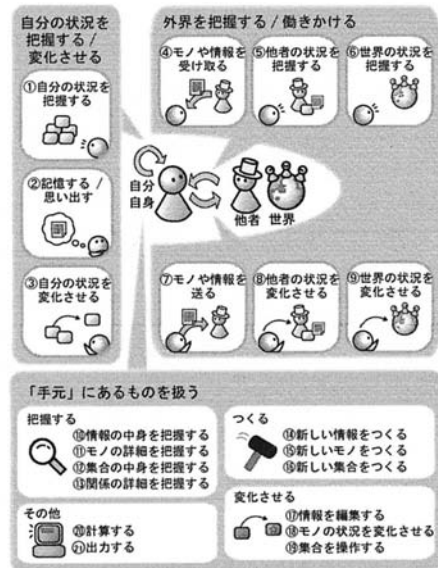 自分の状況を
把握する /
変化させる
①自分の状況を
把握する
②記憶する /
思い出す
③自分の状況を
変化させる
外界を把握する / 働きかける
④モノや情報を
受け取る
⑤他者の状況を
把握する
⑥世界の状況を
把握する
自分
自身
他者 世界
⑦モノや情報を
送る
⑧他者の状況を
変化させる
⑨世界の状況を
変化させる
「手元」にあるものを扱う
把握する
⑩情報の中身を把握する
⑪モノの詳細を把握する
⑫集合の中身を把握する
⑬関係の詳細を把握する
つくる
⑭新しい情報をつくる
⑮新しいモノをつくる
⑯新しい集合をつくる
その他
⑳計算する
㉑出力する
変化させる
⑰情報を編集する
⑱モノの状況を変化させる
⑲集合を操作する